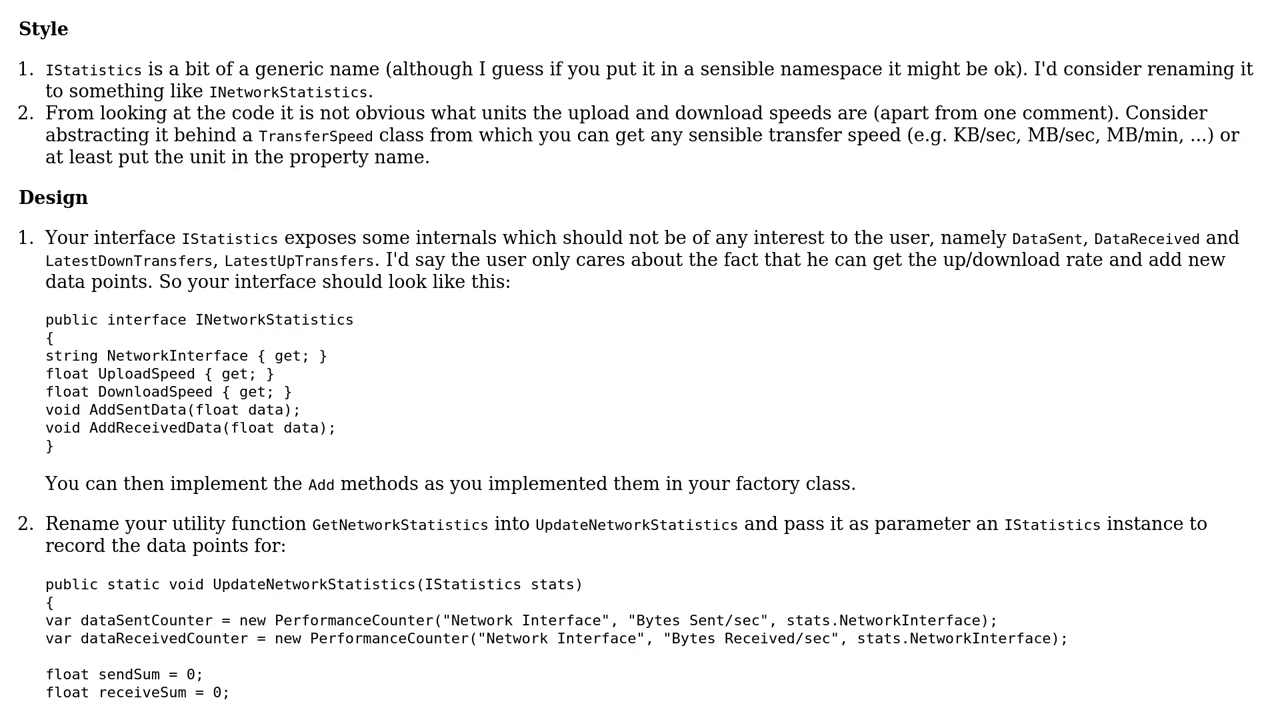 Style
1. IStatistics is a bit of a generic name (although I guess if you put it in a sensible namespace it might be ok). I'd consider renaming it
to something like INetworkStatistics.
2. From looking at the code it is not obvious what units the upload and download speeds are (apart from one comment). Consider
abstracting it behind a TransferSpeed class from which you can get any sensible transfer speed (e.g. KB/sec, MB/sec, MB/min, ...) or
at least put the unit in the property name.
Design
1. Your interface IStatistics exposes some internals which should not be of any interest to the user, namely DataSent, DataReceived and
LatestDownTransfers, LatestUpTransfers. I'd say the user only cares about the fact that he can get the up/download rate and add new
data points. So your interface should look like this:
public interface INetworkStatistics
{
string NetworkInterface { get; }
float UploadSpeed { get; }
float DownloadSpeed { get; }
void AddSentData(float data);
void AddReceivedData(float data);
}
You can then implement the Add methods as you implemented them in your factory class.
2. Rename your utility function GetNetworkStatistics into UpdateNetworkStatistics and pass it as parameter an IStatistics instance to
record the data points for:
public static void UpdateNetworkStatistics(IStatistics stats)
{
var dataSentCounter = new PerformanceCounter("Network Interface", "Bytes Sent/sec", stats.NetworkInterface);
var dataReceivedCounter = new PerformanceCounter("Network Interface", "Bytes Received/sec", stats.NetworkInterface);
float sendSum = 0;
float receiveSum = 0;